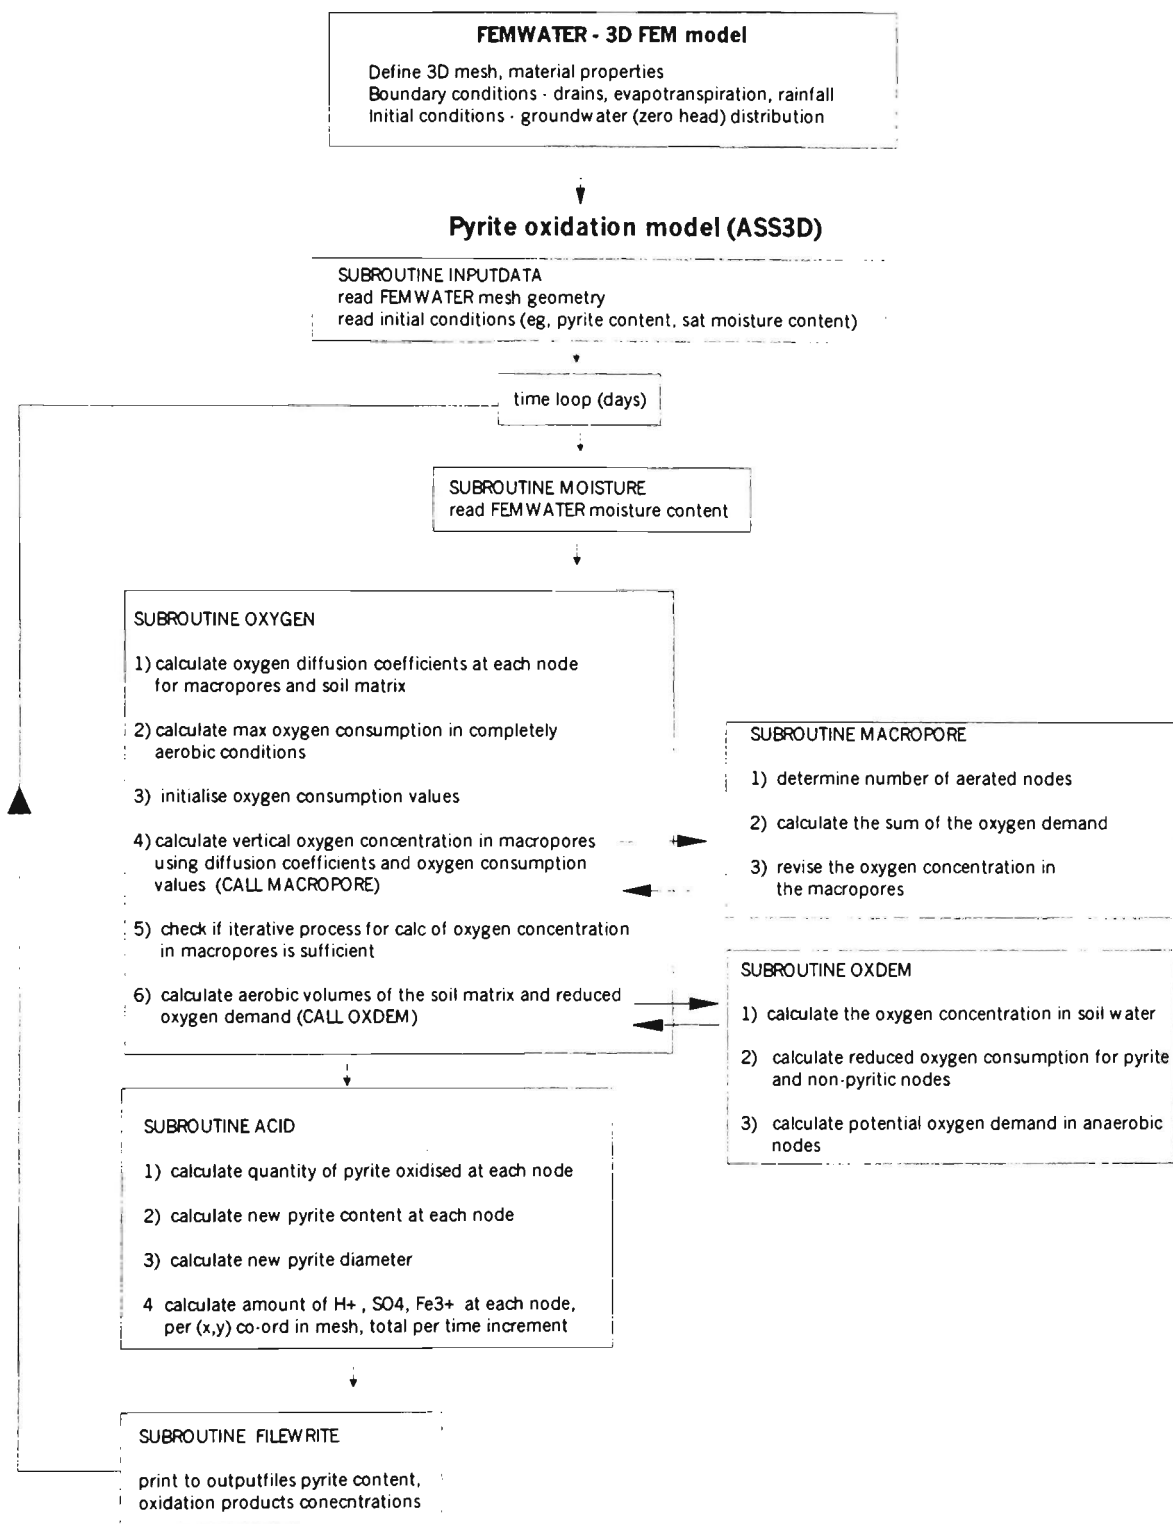 FEMWATER - 3D FEM model
Define 3D mesh, material properties
Boundary conditions - drains, evapotranspiration, rainfall
Initial conditions - groundwater (zero head) distribution
Pyrite oxidation model (ASS3D)
SUBROUTINE INPUTDATA
read FEMWATER mesh geometry
read initial conditions (eg, pyrite content, sat moisture content)
time loop (days)
SUBROUTINE MOISTURE
read FEMWATER moisture content
SUBROUTINE OXYGEN
1) calculate oxygen diffusion coefficients at each node
for macropores and soil matrix
2) calculate max oxygen consumption in completely
aerobic conditions
3) initialise oxygen consumption values
4) calculate vertical oxygen concentration in macropores
using diffusion coefficients and oxygen consumption
values (CALL MACROPORE)
5) check if iterative process for calc of oxygen concentration
in macropores is sufficient
6) calculate aerobic volumes of the soil matrix and reduced
oxygen demand (CALL OXDEM)
SUBROUTINE MACROPORE
1) determine number of aerated nodes
2) calculate the sum of the oxygen demand
3) revise the oxygen concentration in
the macropores
SUBROUTINE OXDEM
1) calculate the oxygen concentration in soil water
2) calculate reduced oxygen consumption for pyrite
and non-pyritic nodes
3) calculate potential oxygen demand in anaerobic
nodes
SUBROUTINE ACID
1) calculate quantity of pyrite oxidised at each node
2) calculate new pyrite content at each node
3) calculate new pyrite diameter
4 calculate amount of H+ , SO4, Fe3+ at each node,
per (x,y) co-ord in mesh, total per time increment
SUBROUTINE FILEWRITE
print to outputfiles pyrite content,
oxidation products conecntrations